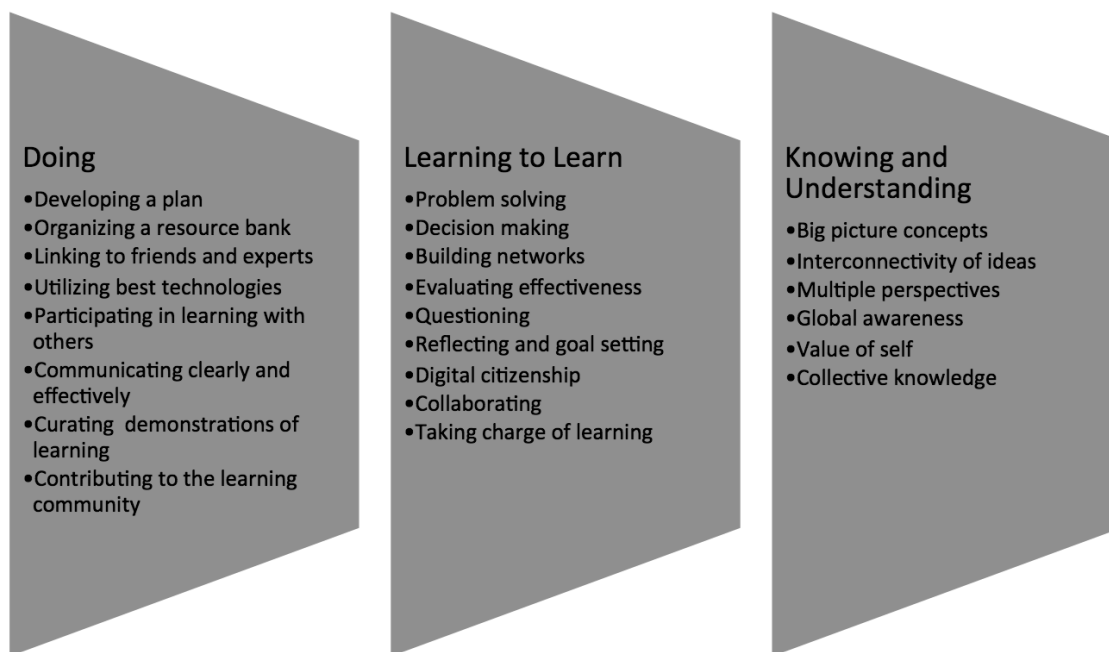 Doing
•Developing a plan
•Organizing a resource bank
•Linking to friends and experts
•Utilizing best technologies
•Participating in learning with
others
•Communicating clearly and
effectively
•Curating  demonstrations of
learning
•Contributing to the learning
community
Learning to Learn
•Problem solving
•Decision making
•Building networks
•Evaluating effectiveness
•Questioning
•Reflecting and goal setting
•Digital citizenship
•Collaborating
•Taking charge of learning
Knowing and
Understanding
•Big picture concepts
•Interconnectivity of ideas
•Multiple perspectives
•Global awareness
•Value of self
•Collective knowledge